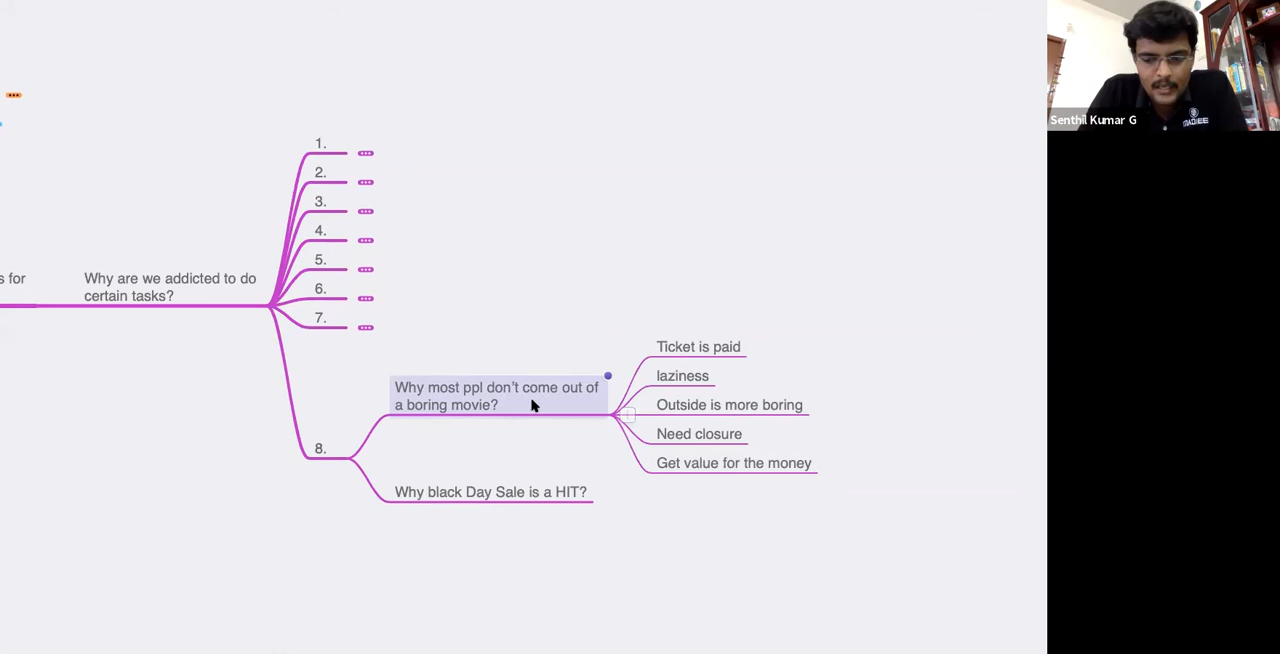 1.
2.
3.
4.
5.
6.
7.
s for
Why are we addicted to do
certain tasks?
8.
Why most ppl don't come out of
a boring movie?
Ticket is paid
laziness
Outside is more boring
Need closure
Get value for the money
Why black Day Sale is a HIT?
Senthil Kumar G